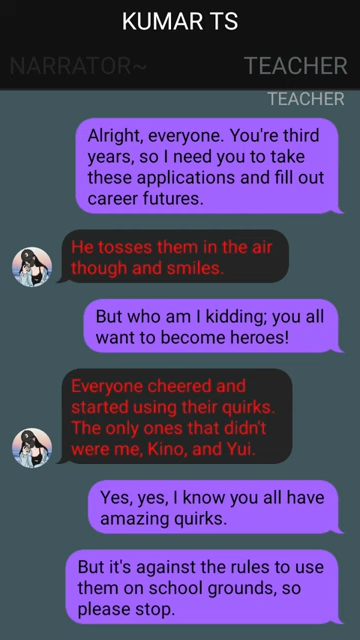 KUMAR TS
NARRATOR~ TEACHER
TEACHER
Alright, everyone. You're third
years, so I need you to take
these applications and fill out
career futures.
He tosses them in the air
though and smiles.
But who am I kidding; you all
want to become heroes!
Everyone cheered and
started using their quirks.
The only ones that didn't
were me, Kino, and Yui.
Yes, yes, I know you all have
amazing quirks.
But it's against the rules to use
them on school grounds, so
please stop.